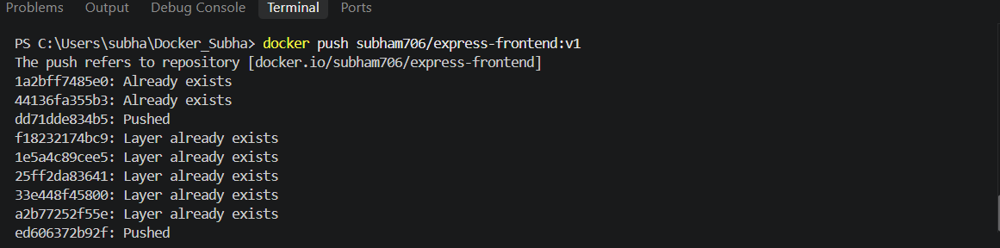 Problems Output Debug Console Terminal Ports
PS C:\Users\subha\Docker_Subha> docker push subham706/express-frontend:v1
The push refers to repository [docker.io/subham706/express-frontend]
1a2bff7485e0: Already exists
44136fa355b3: Already exists
dd71dde834b5: Pushed
f18232174bc9: Layer already exists
1e5a4c89cee5: Layer already exists
25ff2da83641: Layer already exists
33e448f45800: Layer already exists
a2b77252f55e: Layer already exists
ed606372b92f: Pushed